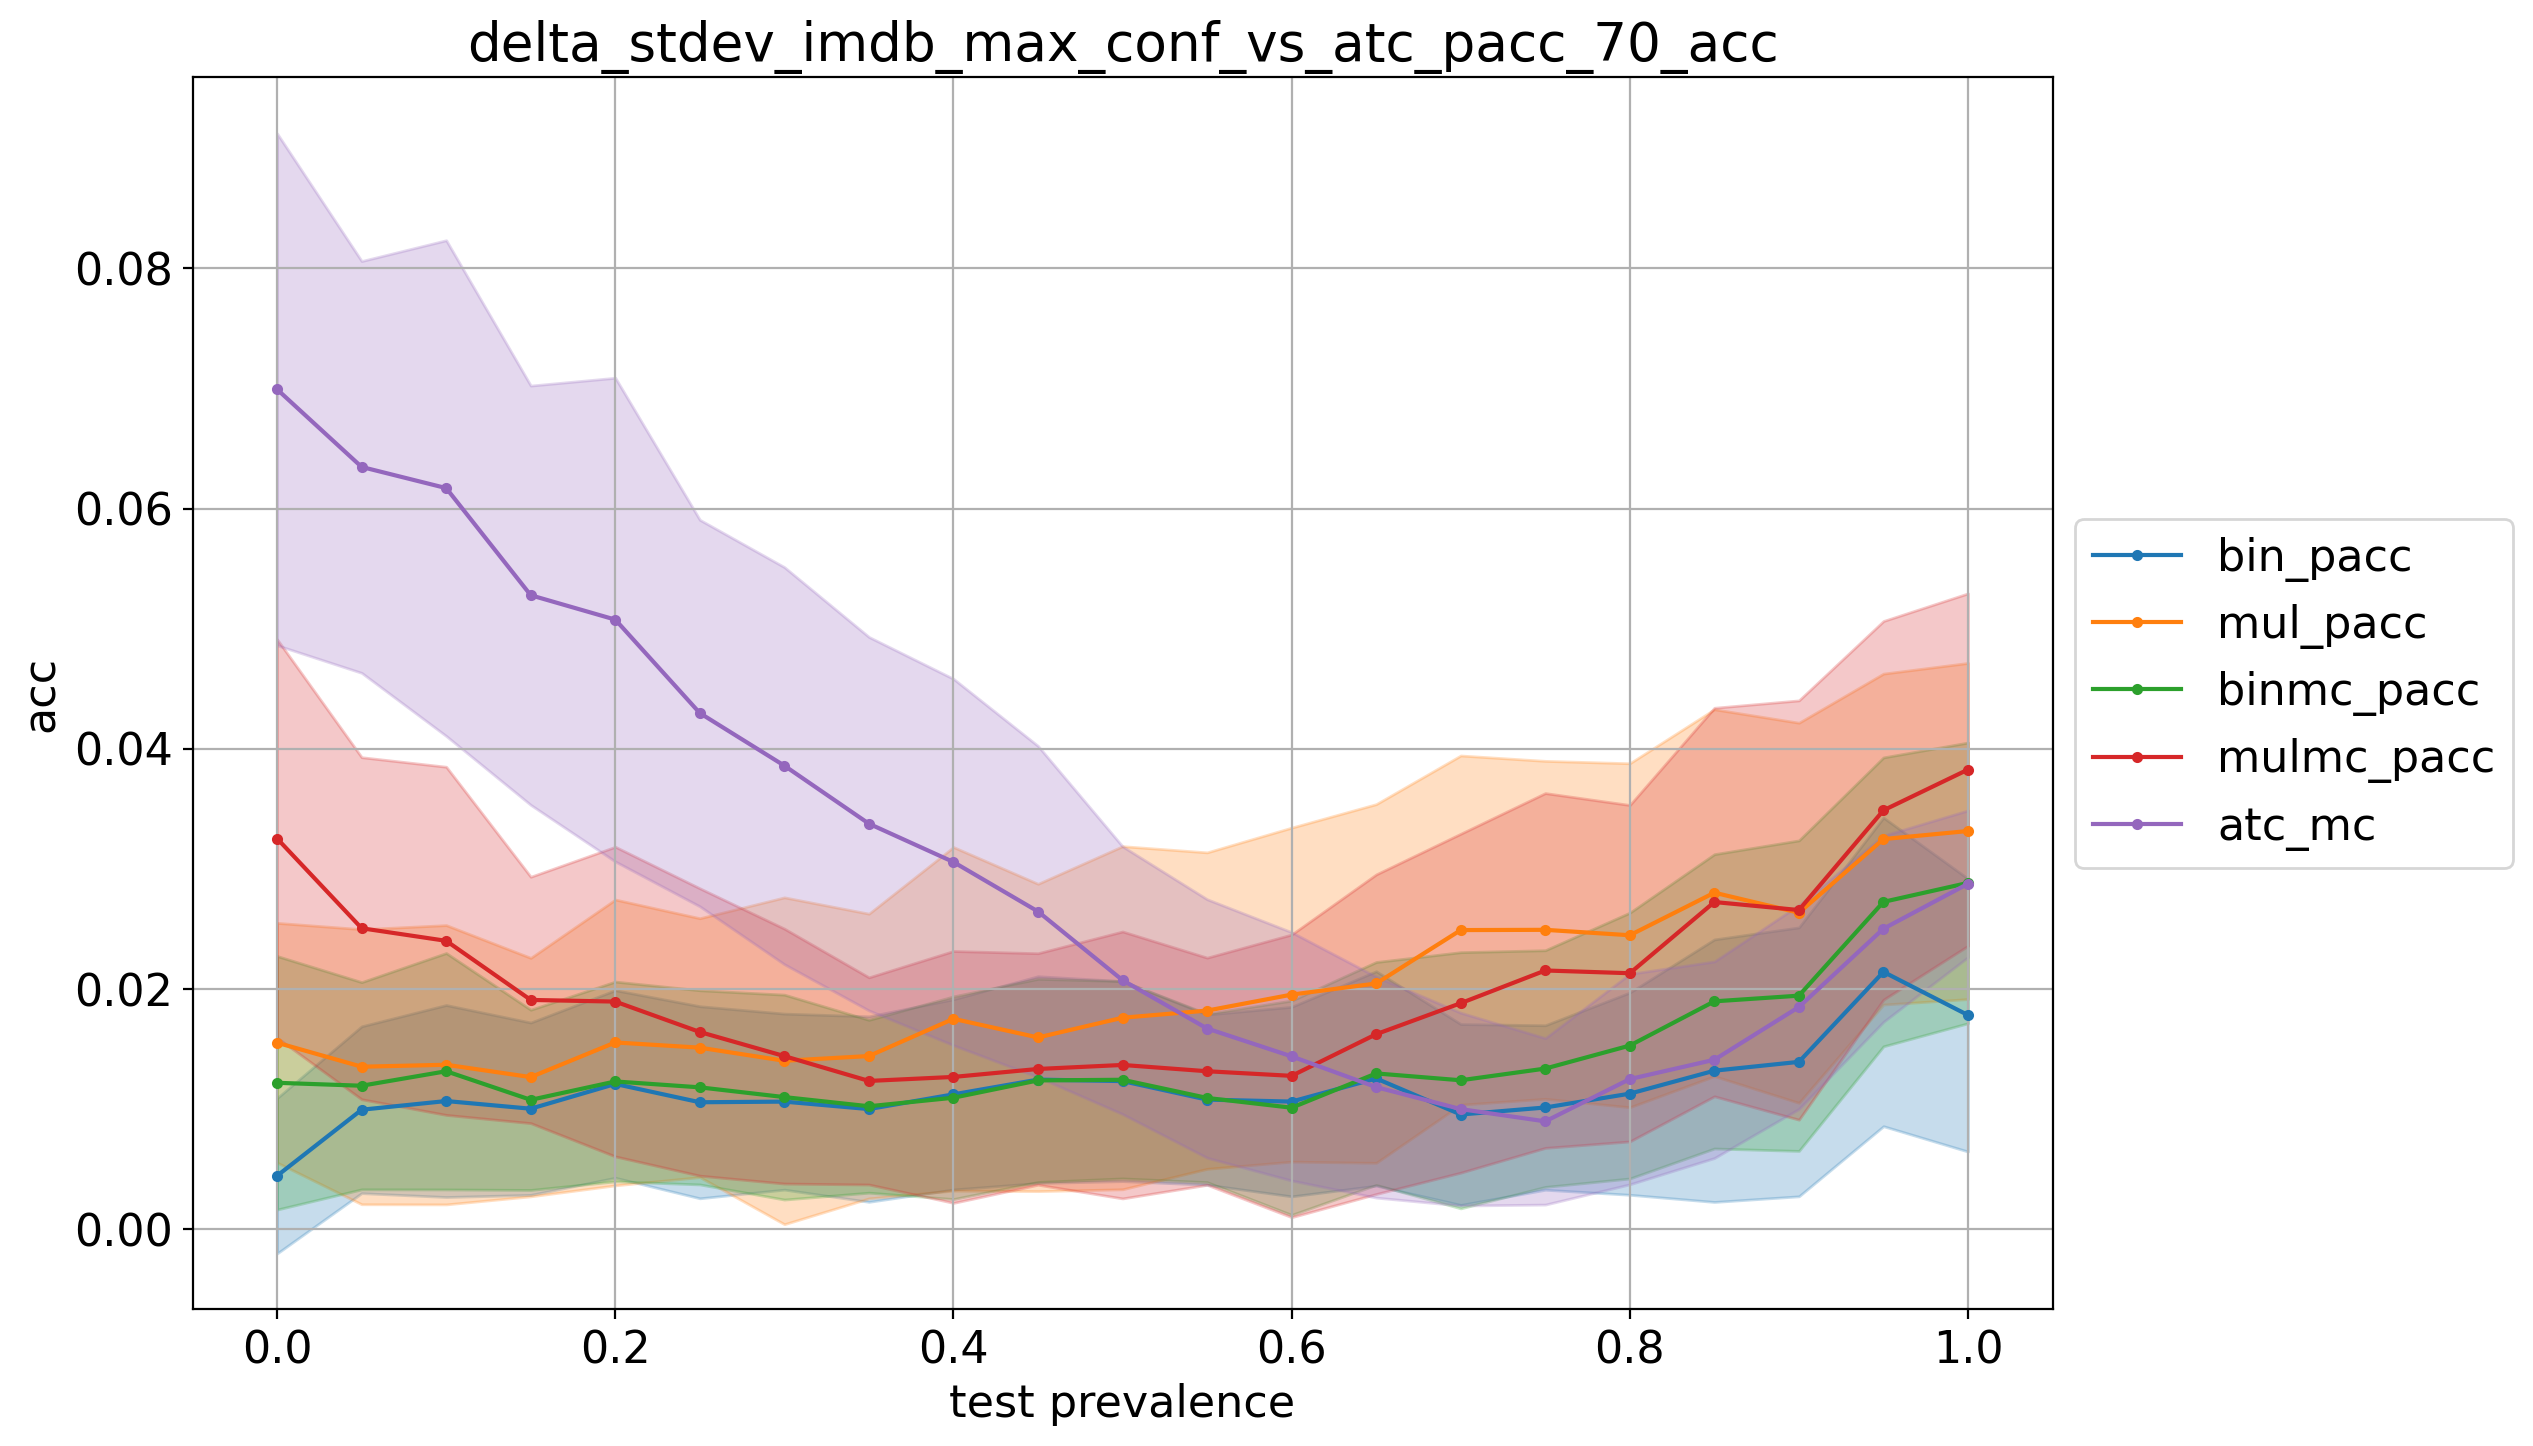 delta_stdev_imdb_max_conf_vs_atc_pacc_70_acc
acc
0.08
0.06
0.04
0.02
0.00
0.0 0.2 0.4 0.6 0.8 1.0
test prevalence
bin_pacc
mul_pacc
binmc_pacc
mulmc_pacc
atc_mc